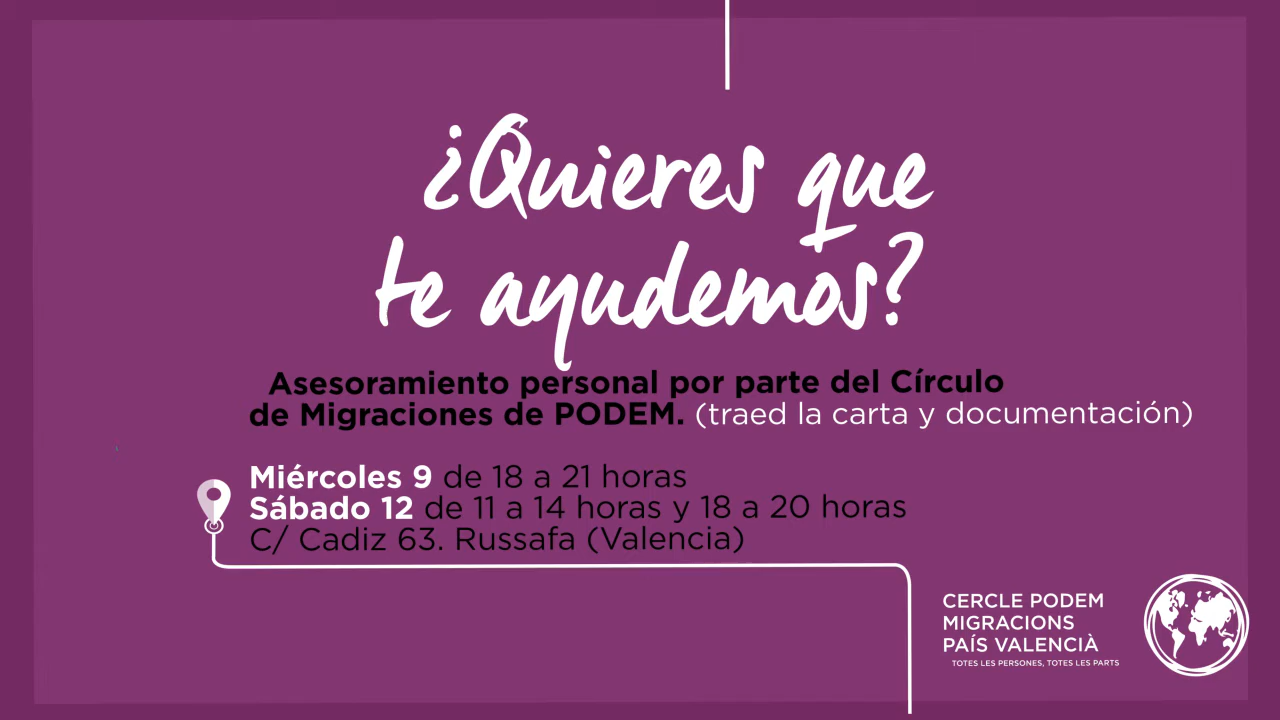 ¿Quieres que
te ayudemos?
Asesoramiento personal por parte del Círculo
de Migraciones de PODEM. (traed la carta y documentación)
Miércoles 9 de 18 a 21 horas
Sábado 12 de 11 a 14 horas y 18 a 20 horas
C/ Cadiz 63. Russafa (Valencia)
CERCLE PODEM
MIGRACIONS
PAÍS VALENCIÀ
TOTES LES PERSONES, TOTES LES PARTS